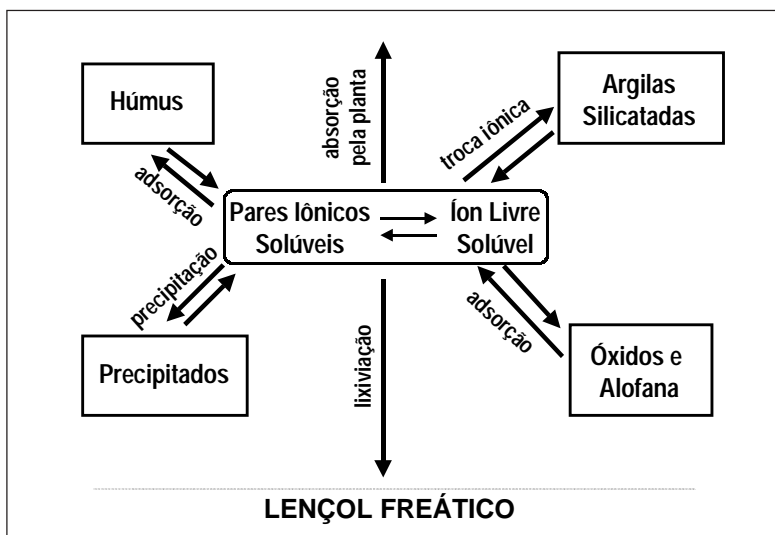 Húmus
absorção
pela planta
troca iônica
Argilas
Silicatadas
adsorção
Pares Iônicos
Solúveis
Íon Livre
Solúvel
precipitação
Precipitados
lixiviação
adsorção
Óxidos e
Alofana
LENÇOL FREÁTICO